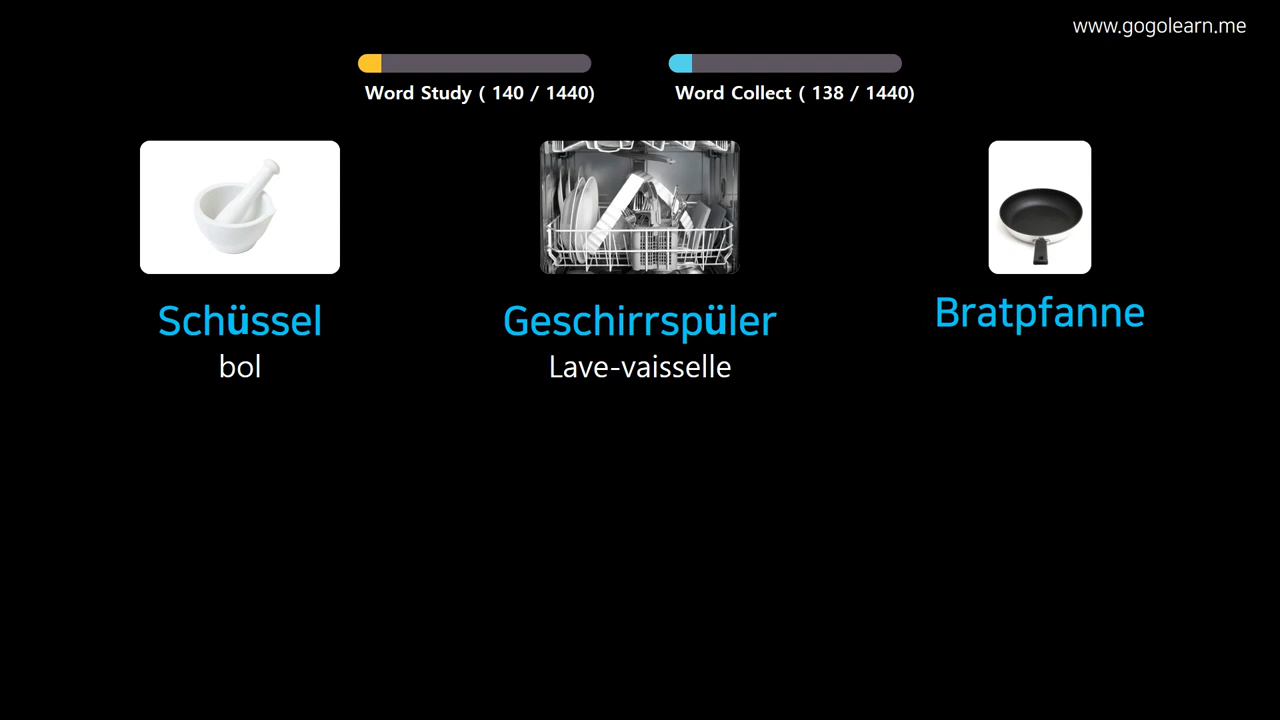 www.gogolearn.me
Word Study ( 140 / 1440)
Word Collect ( 138 / 1440)
Schüssel
bol
Geschirrspüler
Lave-vaisselle
Bratpfanne